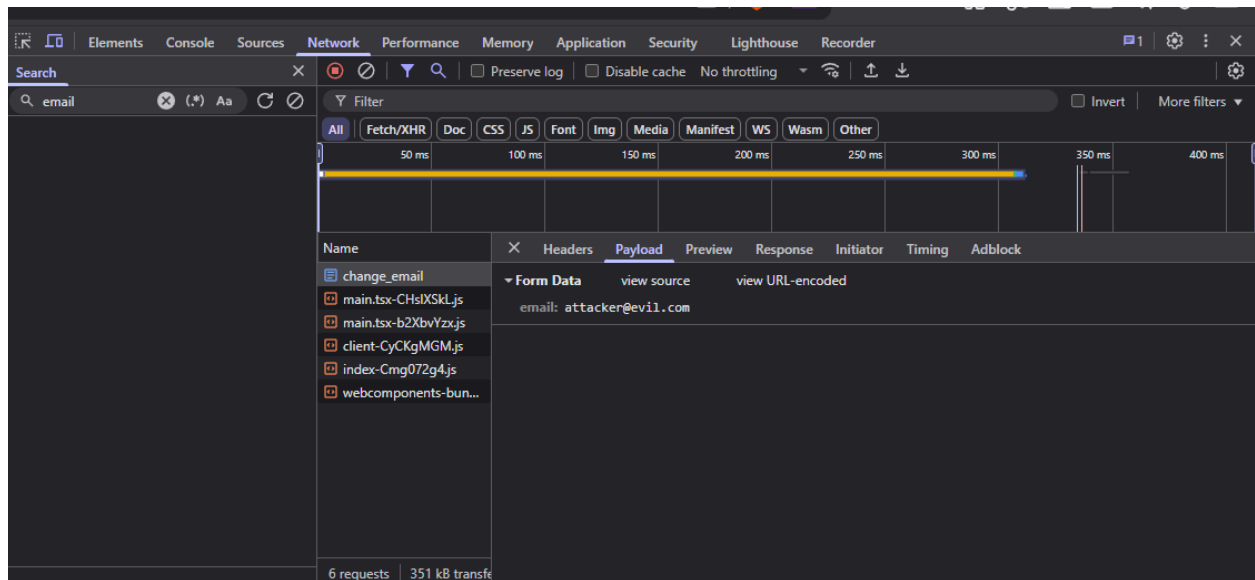 Elements Console Sources Network Performance Memory Application Security Lighthouse Recorder 1
Search
Preserve log Disable cache No throttling
email (.*) Aa
Filter Invert More filters
All Fetch/XHR Doc CSS JS Font Img Media Manifest WS Wasm Other
50 ms 100 ms 150 ms 200 ms 250 ms 300 ms 350 ms 400 ms
Name Headers Payload Preview Response Initiator Timing Adblock
change_email
Form Data view source view URL-encoded
email: attacker@evil.com
main.tsx-CHsIXSkL.js
main.tsx-b2XbvYzx.js
client-CyCKgMGM.js
index-Cmg072g4.js
webcomponents-bun...
6 requests 351 kB transfe